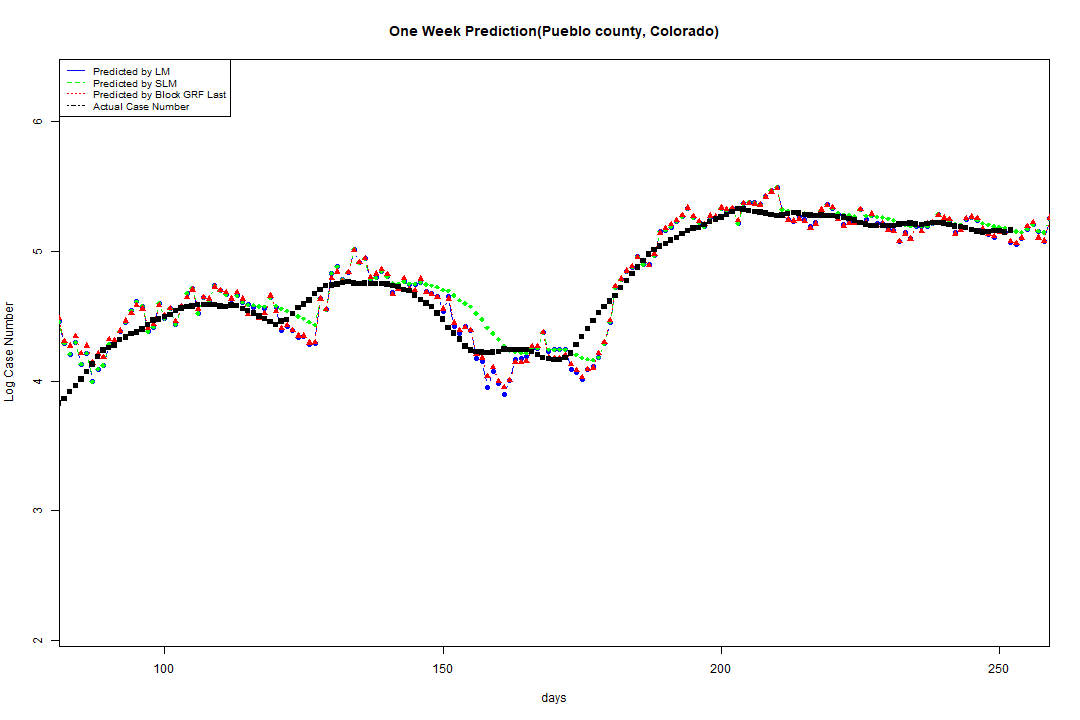 One Week Prediction(Pueblo county, Colorado)
Predicted by LM
Predicted by SLM
Predicted by Block GRF Last
Actual Case Number
6
5
4
3
2
Log Case Number
100 150 200 250
days